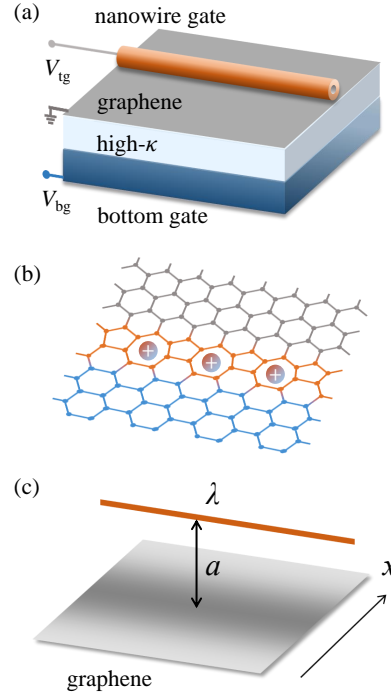 (a)
nanowire gate
V_tg
graphene
high-κ
V_bg
bottom gate
(b)
+ + +
(c)
λ
a
x
graphene